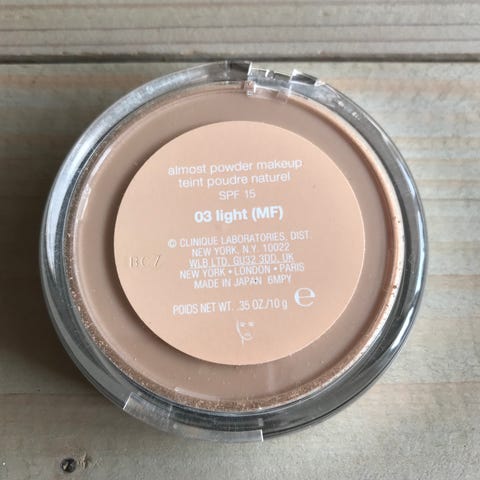 almost powder makeup
teint poudre naturel
SPF 15
03 light (MF)
© CLINIQUE LABORATORIES, DIST.
NEW YORK, N.Y. 10022
WLB LTD, GU32 3DD, UK
NEW YORK • LONDON • PARIS
MADE IN JAPAN 6MPY
POIDS NET WT. .35 OZ./10 g ℮
BC7